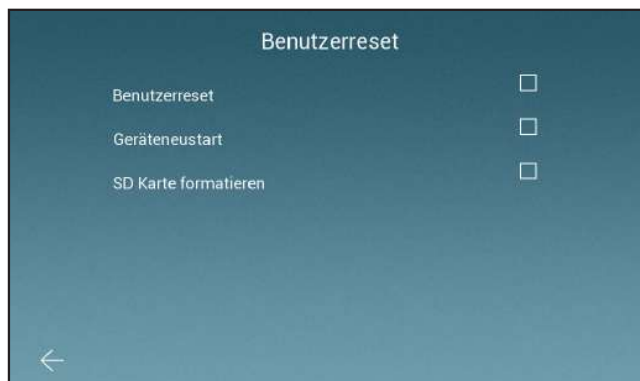 Benutzerreset
Benutzerreset
Geräteneustart
SD Karte formatieren